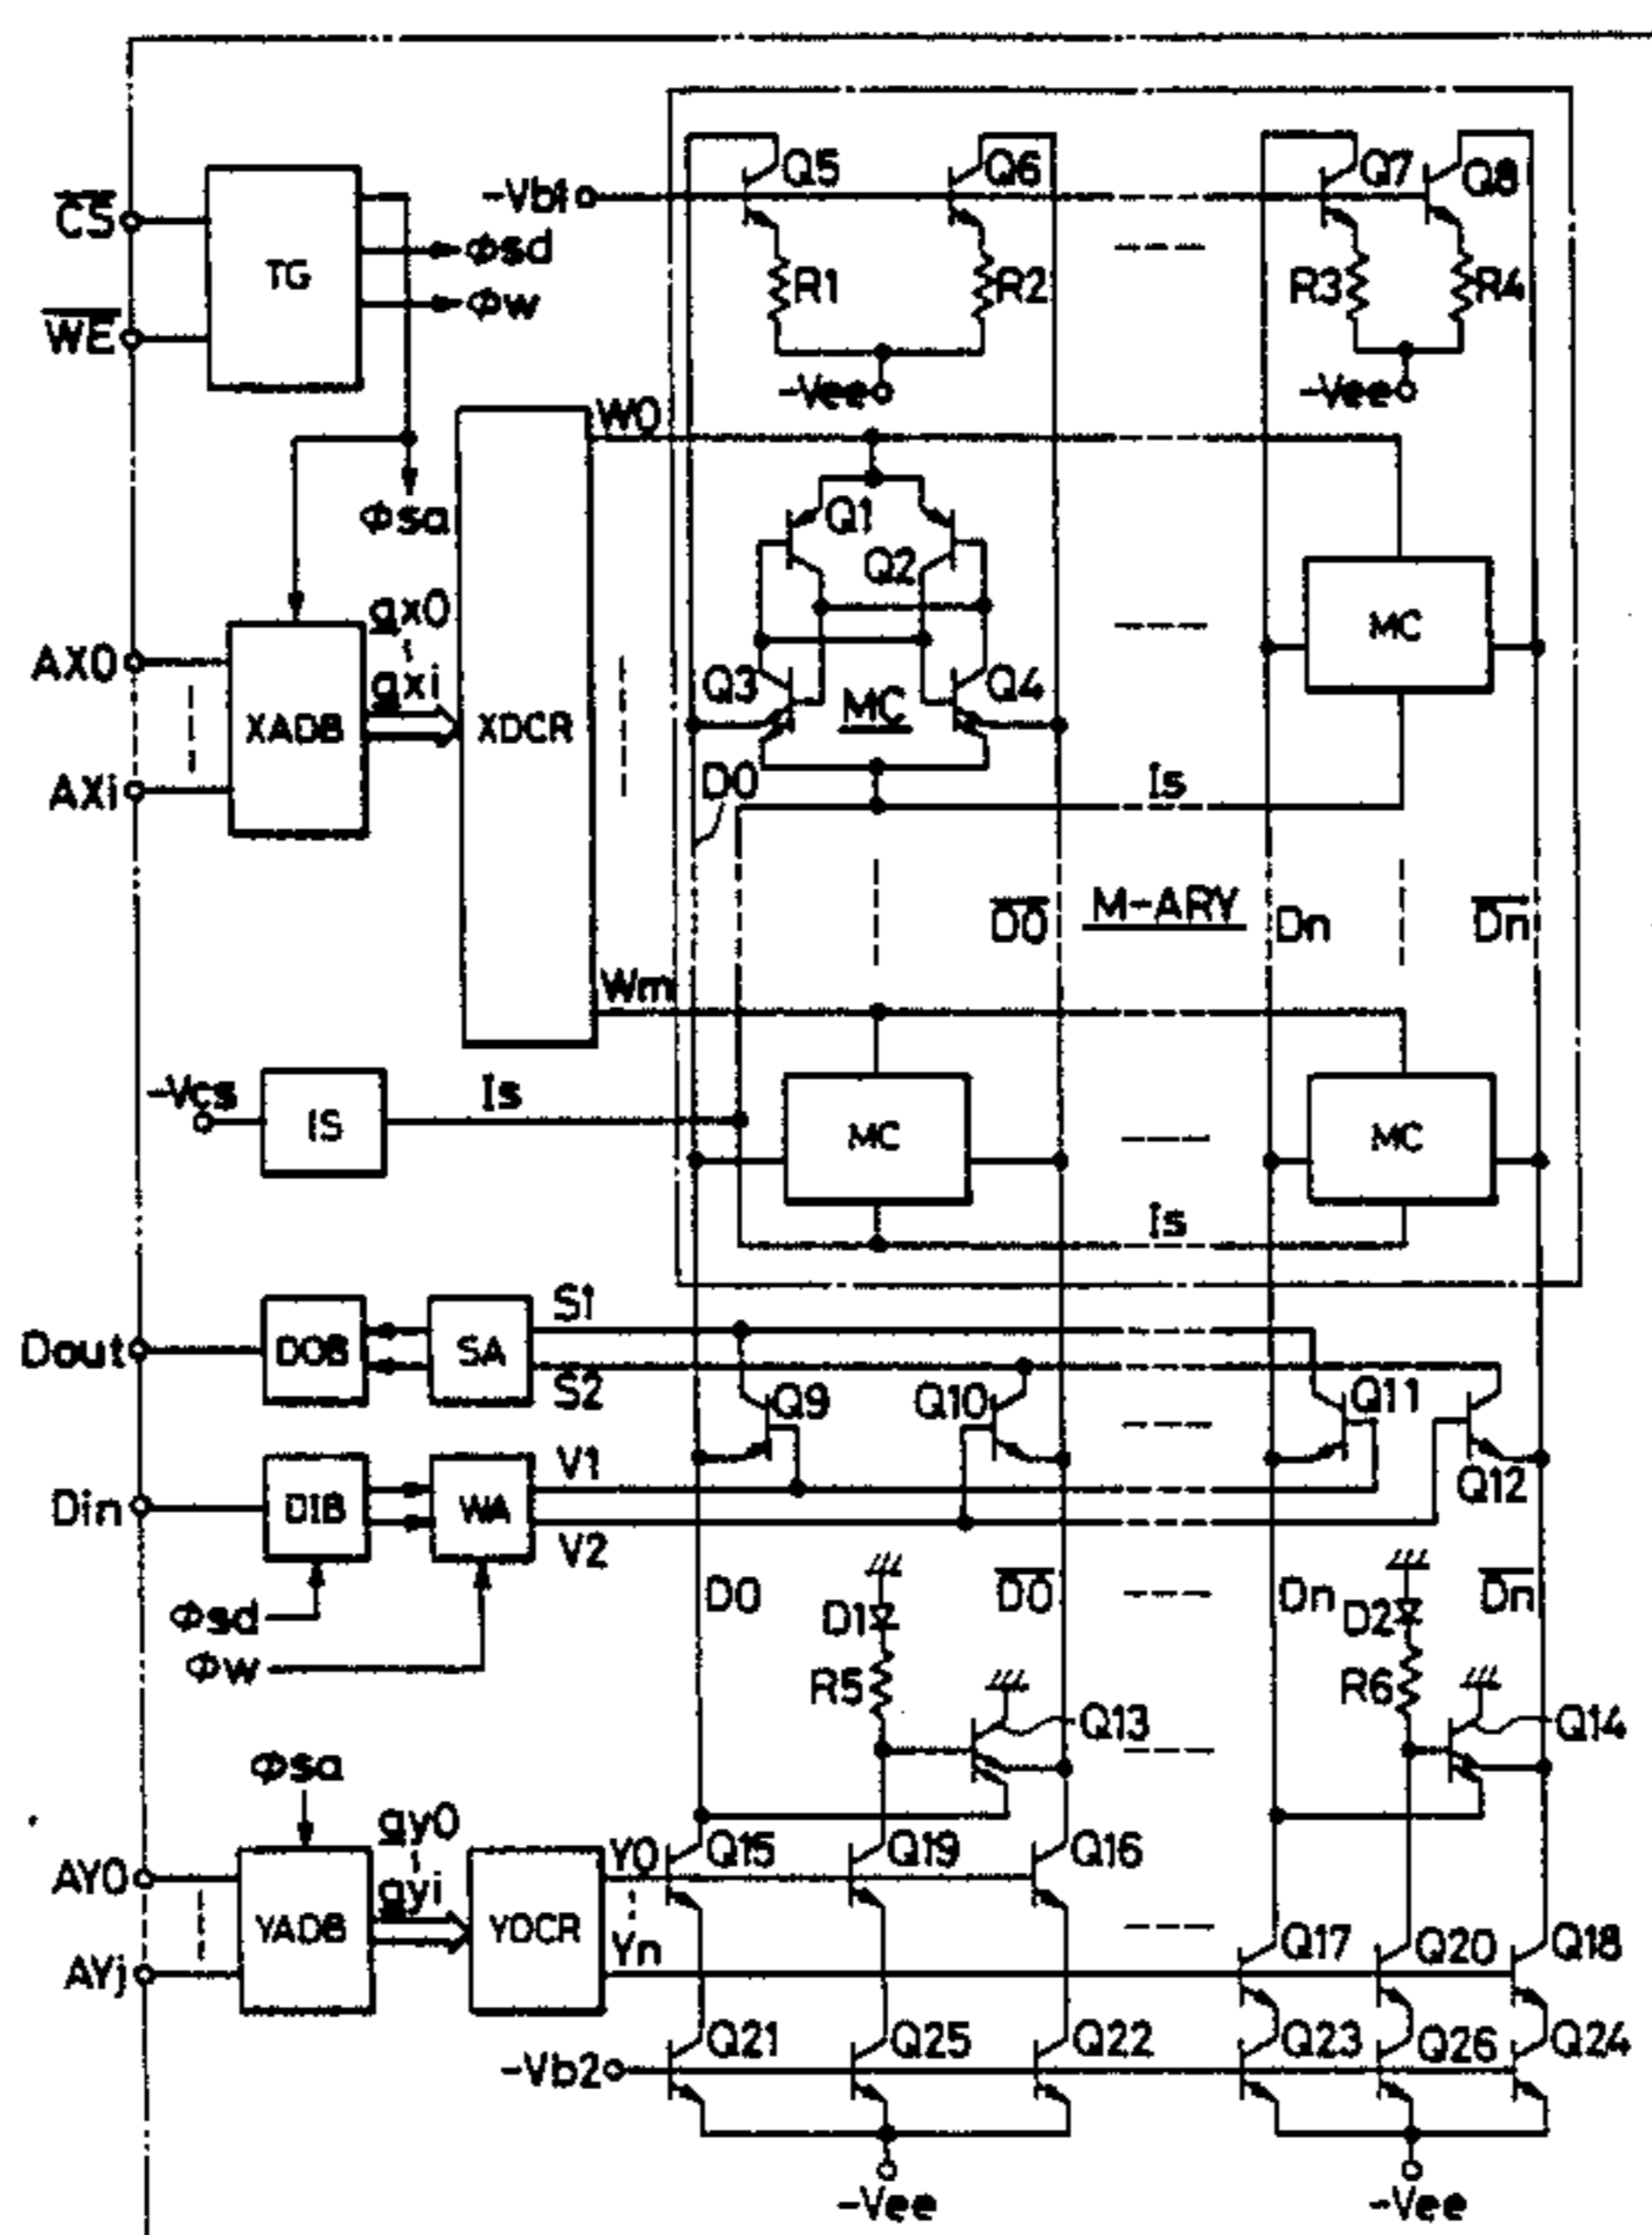 Q5
Q6
Q7
Q8
-Vb1
CS
TG
Φsd
Φw
WE
R1
R2
R3
R4
-Vee
-Vee
W0
Φsa
Q1
Q2
MC
AX0
XADB
AXi
ax0
axi
XDCR
Q3
MC
Q4
D0
Is
D0
M-ARY
Dn
Dn
Wm
-Vcs
IS
Is
MC
MC
Is
Dout
DOB
SA
S1
S2
Q9
Q10
Q11
Q12
Din
DIB
WA
V1
V2
Φsd
Φw
D0
D0
Dn
Dn
D1
D2
R5
R6
Q13
Q14
Φsa
AY0
YADB
AYj
ay0
ayi
YDCR
Y0
Yn
Q15
Q19
Q16
Q17
Q20
Q18
-Vb2
Q21
Q25
Q22
Q23
Q26
Q24
-Vee
-Vee